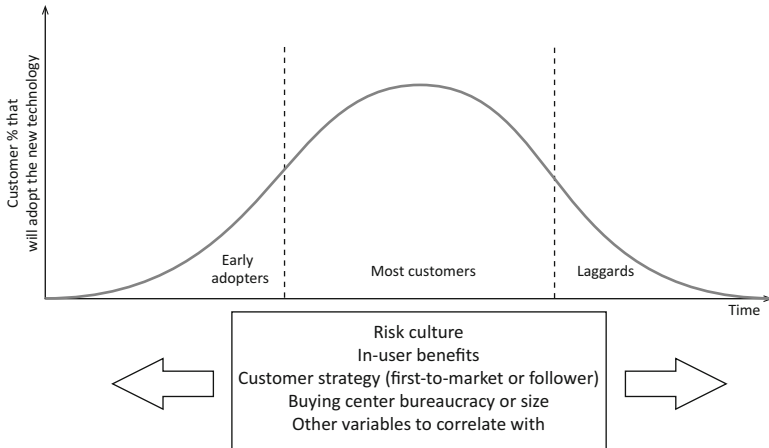 Customer % that
will adopt the new technology
Early
adopters
Most customers
Laggards
Time
Risk culture
In-user benefits
Customer strategy (first-to-market or follower)
Buying center bureaucracy or size
Other variables to correlate with